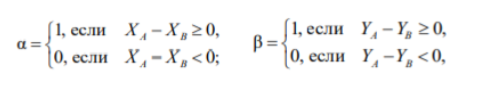 α = { 1, если X_A − X_B ≥ 0,   β = { 1, если Y_A − Y_B ≥ 0,
0, если X_A − X_B < 0;   0, если Y_A − Y_B < 0,